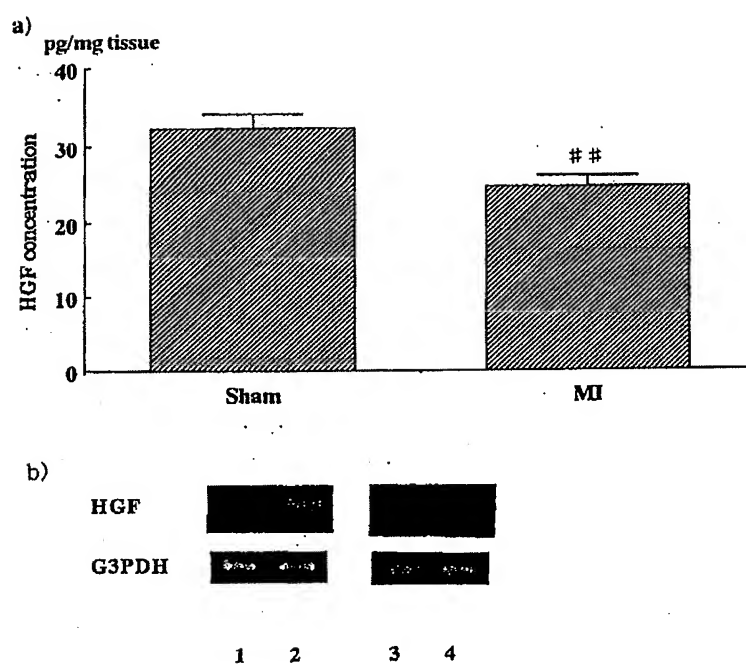 a)
pg/mg tissue
40
30
20
10
0
HGF concentration
##
Sham
MI
b)
HGF
G3PDH
1 2 3 4